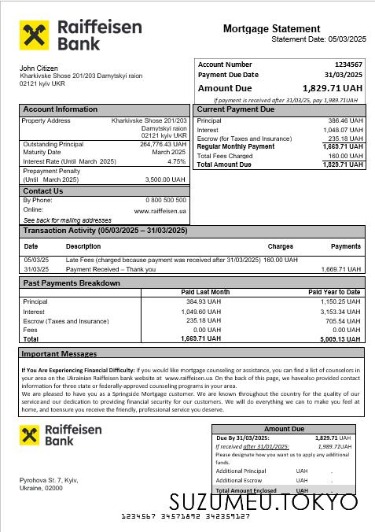 Raiffeisen
Bank
Mortgage Statement
Statement Date: 05/03/2025
John Citizen
Kharkivske Shose 201/203 Darnytskyi raion
02121 kyiv UKR
Account Number 1234567
Payment Due Date 31/03/2025
Amount Due 1,829.71 UAH
If payment is received after 31/03/25, pay 1,989.71UAH
Account Information
Property Address Kharkivske Shose 201/203
Darnytskyi raion
02121 kyiv UKR
Outstanding Principal 264,776.43 UAH
Maturity Date March 2025
Interest Rate (Until March 2025) 4.75%
Prepayment Penalty
(Until March 2025) 3,500.00 UAH
Contact Us
By Phone: 0 800 500 500
Online: www.raiffeisen.ua
See back for mailing addresses
Current Payment Due
Principal 386.46 UAH
Interest 1,048.07 UAH
Escrow (for Taxes and Insurance) 235.18 UAH
Regular Monthly Payment 1,669.71 UAH
Total Fees Charged 160.00 UAH
Total Amount Due 1,829.71 UAH
Transaction Activity (05/03/2025 – 31/03/2025)
Date Description Charges Payments
05/03/25 Late Fees (charged because payment was received after 31/03/2025) 160.00 UAH
31/03/25 Payment Received – Thank you 1,669.71 UAH
Past Payments Breakdown
Paid Last Month Paid Year to Date
Principal 384.93 UAH 1,150.25 UAH
Interest 1,049.60 UAH 3,153.34 UAH
Escrow (Taxes and Insurance) 235.18 UAH 705.54 UAH
Fees 0.00 UAH 0.00 UAH
Total 1,669.71 UAH 5,009.13 UAH
Important Messages
If You Are Experiencing Financial Difficulty: If you would like mortgage counseling or assistance, you can find a list of counselors in
your area on the Ukrainian Raiffeisen bank website at www.raiffeisen.ua On the back of this page, we have also provided contact
information for three state or federally approved counseling programs in your area.
We are pleased to have you as a Springside Mortgage customer. We are known throughout the country for the quality of our
service and our dedication to providing financial security for our customers. We will do everything we can to make you feel at
home, and to ensure you receive the friendly, professional service you deserve.
Raiffeisen
Bank
Pyrohova St. 7, Kyiv,
Ukraine, 02000
Amount Due
Due By 31/03/2025: 1,829.71 UAH
If received after 31/03/25: 1,989.71UAH
Please designate how you want us to apply any additional
funds.
Additional Principal UAH .
Additional Escrow UAH .
Total Amount Enclosed UAH .
SUZUMEU.TOKYO
1234567 34571892 342359127